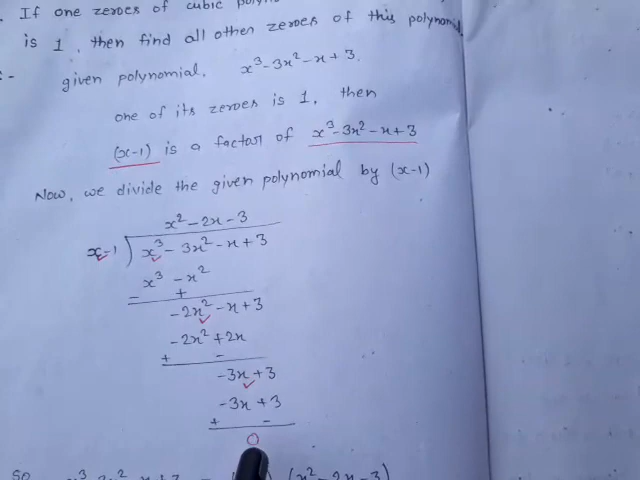 . If one zeroes of cubic polyn
is 1, then find all other zeroes of this polynomi
:- given polynomial. x³-3x²-x+3.
one of its zeroes is 1. then
(x-1) is a factor of x³-3x²-x+3
Now, we divide the given polynomial by (x-1)
x²-2x-3
x-1 ) x³-3x²-x+3
x³-x²
- +
-2x²-x+3
-2x²+2x
+ -
-3x+3
-3x+3
+ -
0
So (x²-2x-3)